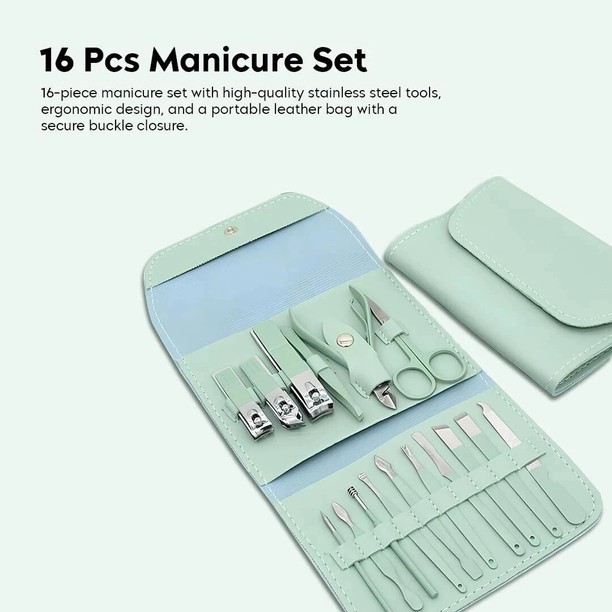 16 Pcs Manicure Set
16-piece manicure set with high-quality stainless steel tools,
ergonomic design, and a portable leather bag with a
secure buckle closure.